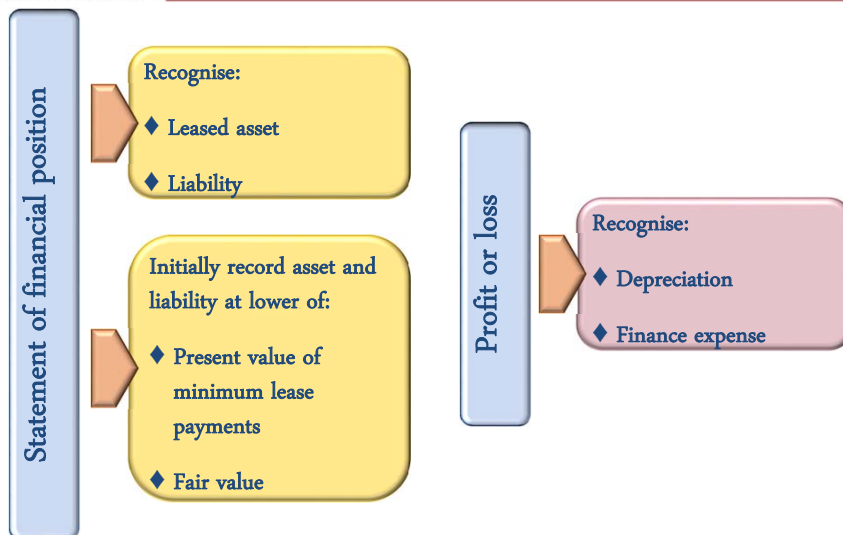 Statement of financial position
Recognise:
♦ Leased asset
♦ Liability
Initially record asset and
liability at lower of:
♦ Present value of
minimum lease
payments
♦ Fair value
Profit or loss
Recognise:
♦ Depreciation
♦ Finance expense